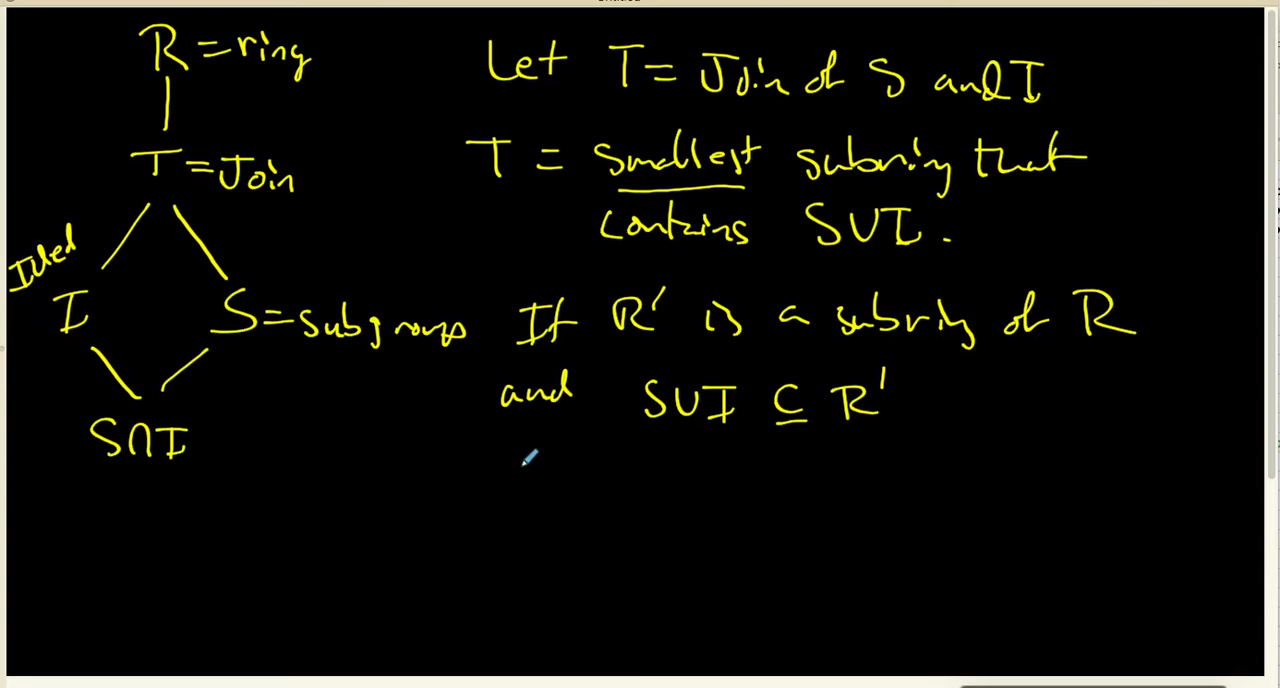 R = ring
T = Join
Ideal
I
S = subgroups
S∩I
Let T = Join of S and I
T = smallest subring that
contains S∪I.
If R' is a subring of R
and S∪I ⊆ R'